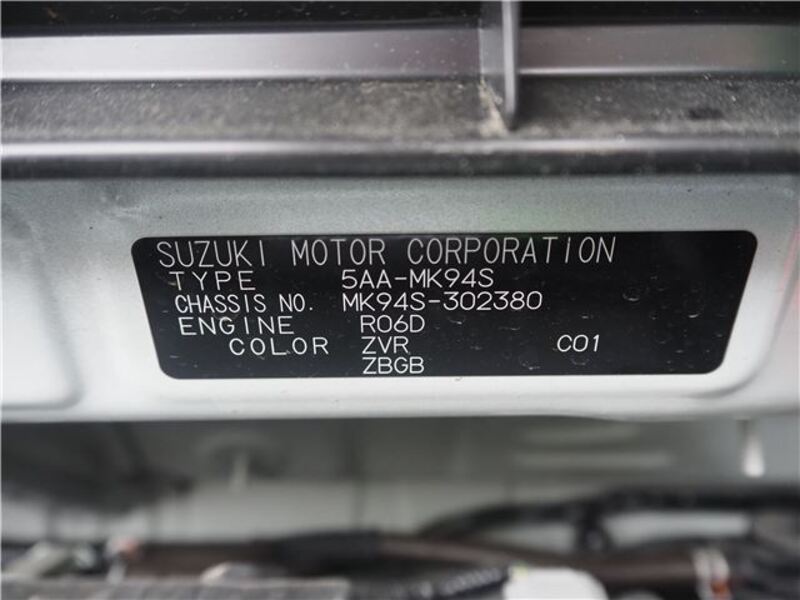 SUZUKI MOTOR CORPORATION
TYPE 5AA-MK94S
CHASSIS NO. MK94S-302380
ENGINE R06D
COLOR ZVR C01
ZBGB